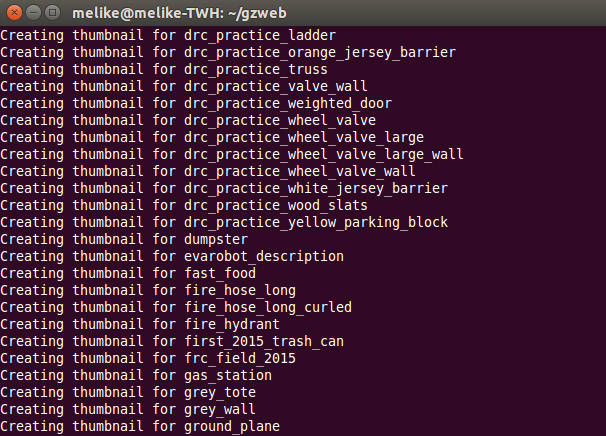 melike@melike-TWH: ~/gzweb
Creating thumbnail for drc_practice_ladder
Creating thumbnail for drc_practice_orange_jersey_barrier
Creating thumbnail for drc_practice_truss
Creating thumbnail for drc_practice_valve_wall
Creating thumbnail for drc_practice_weighted_door
Creating thumbnail for drc_practice_wheel_valve
Creating thumbnail for drc_practice_wheel_valve_large
Creating thumbnail for drc_practice_wheel_valve_large_wall
Creating thumbnail for drc_practice_wheel_valve_wall
Creating thumbnail for drc_practice_white_jersey_barrier
Creating thumbnail for drc_practice_wood_slats
Creating thumbnail for drc_practice_yellow_parking_block
Creating thumbnail for dumpster
Creating thumbnail for evarobot_description
Creating thumbnail for fast_food
Creating thumbnail for fire_hose_long
Creating thumbnail for fire_hose_long_curled
Creating thumbnail for fire_hydrant
Creating thumbnail for first_2015_trash_can
Creating thumbnail for frc_field_2015
Creating thumbnail for gas_station
Creating thumbnail for grey_tote
Creating thumbnail for grey_wall
Creating thumbnail for ground_plane